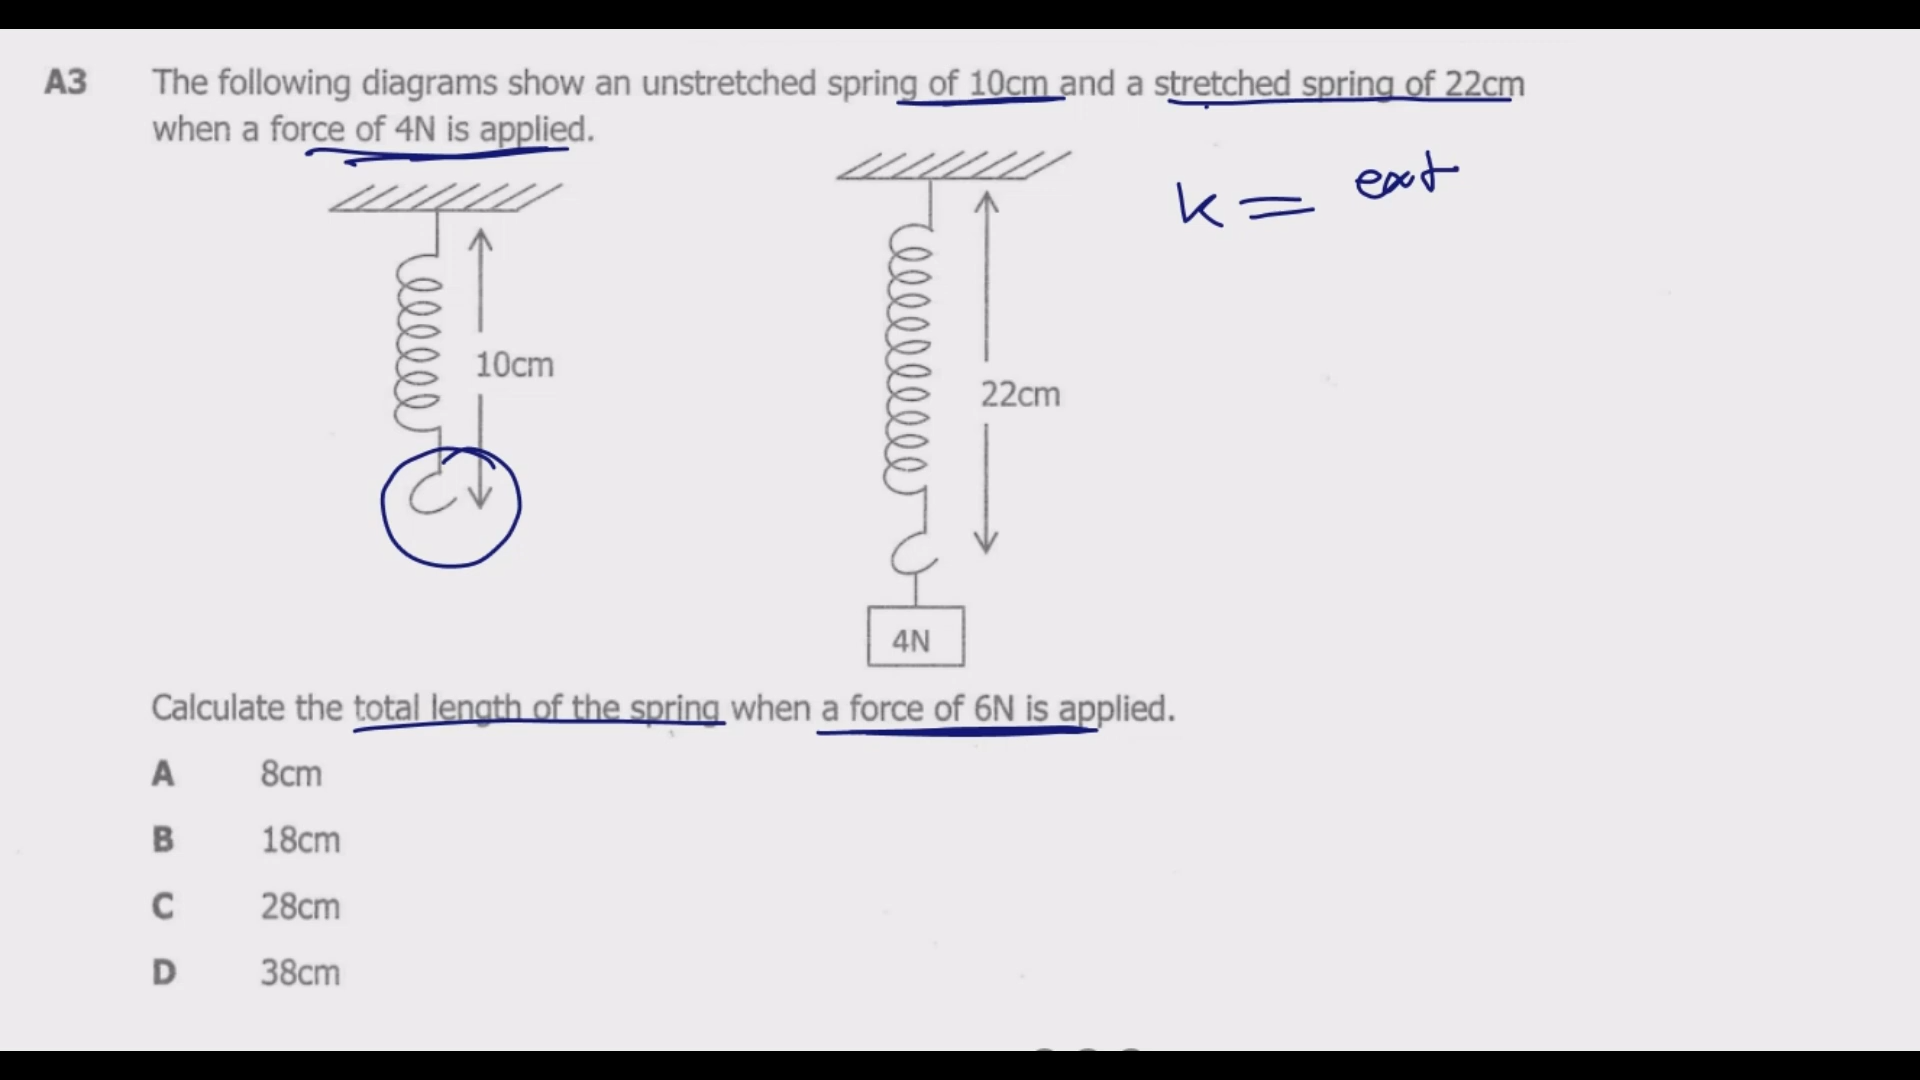 A3 The following diagrams show an unstretched spring of 10cm and a stretched spring of 22cm
when a force of 4N is applied.
k = ext
10cm
22cm
4N
Calculate the total length of the spring when a force of 6N is applied.
A 8cm
B 18cm
C 28cm
D 38cm